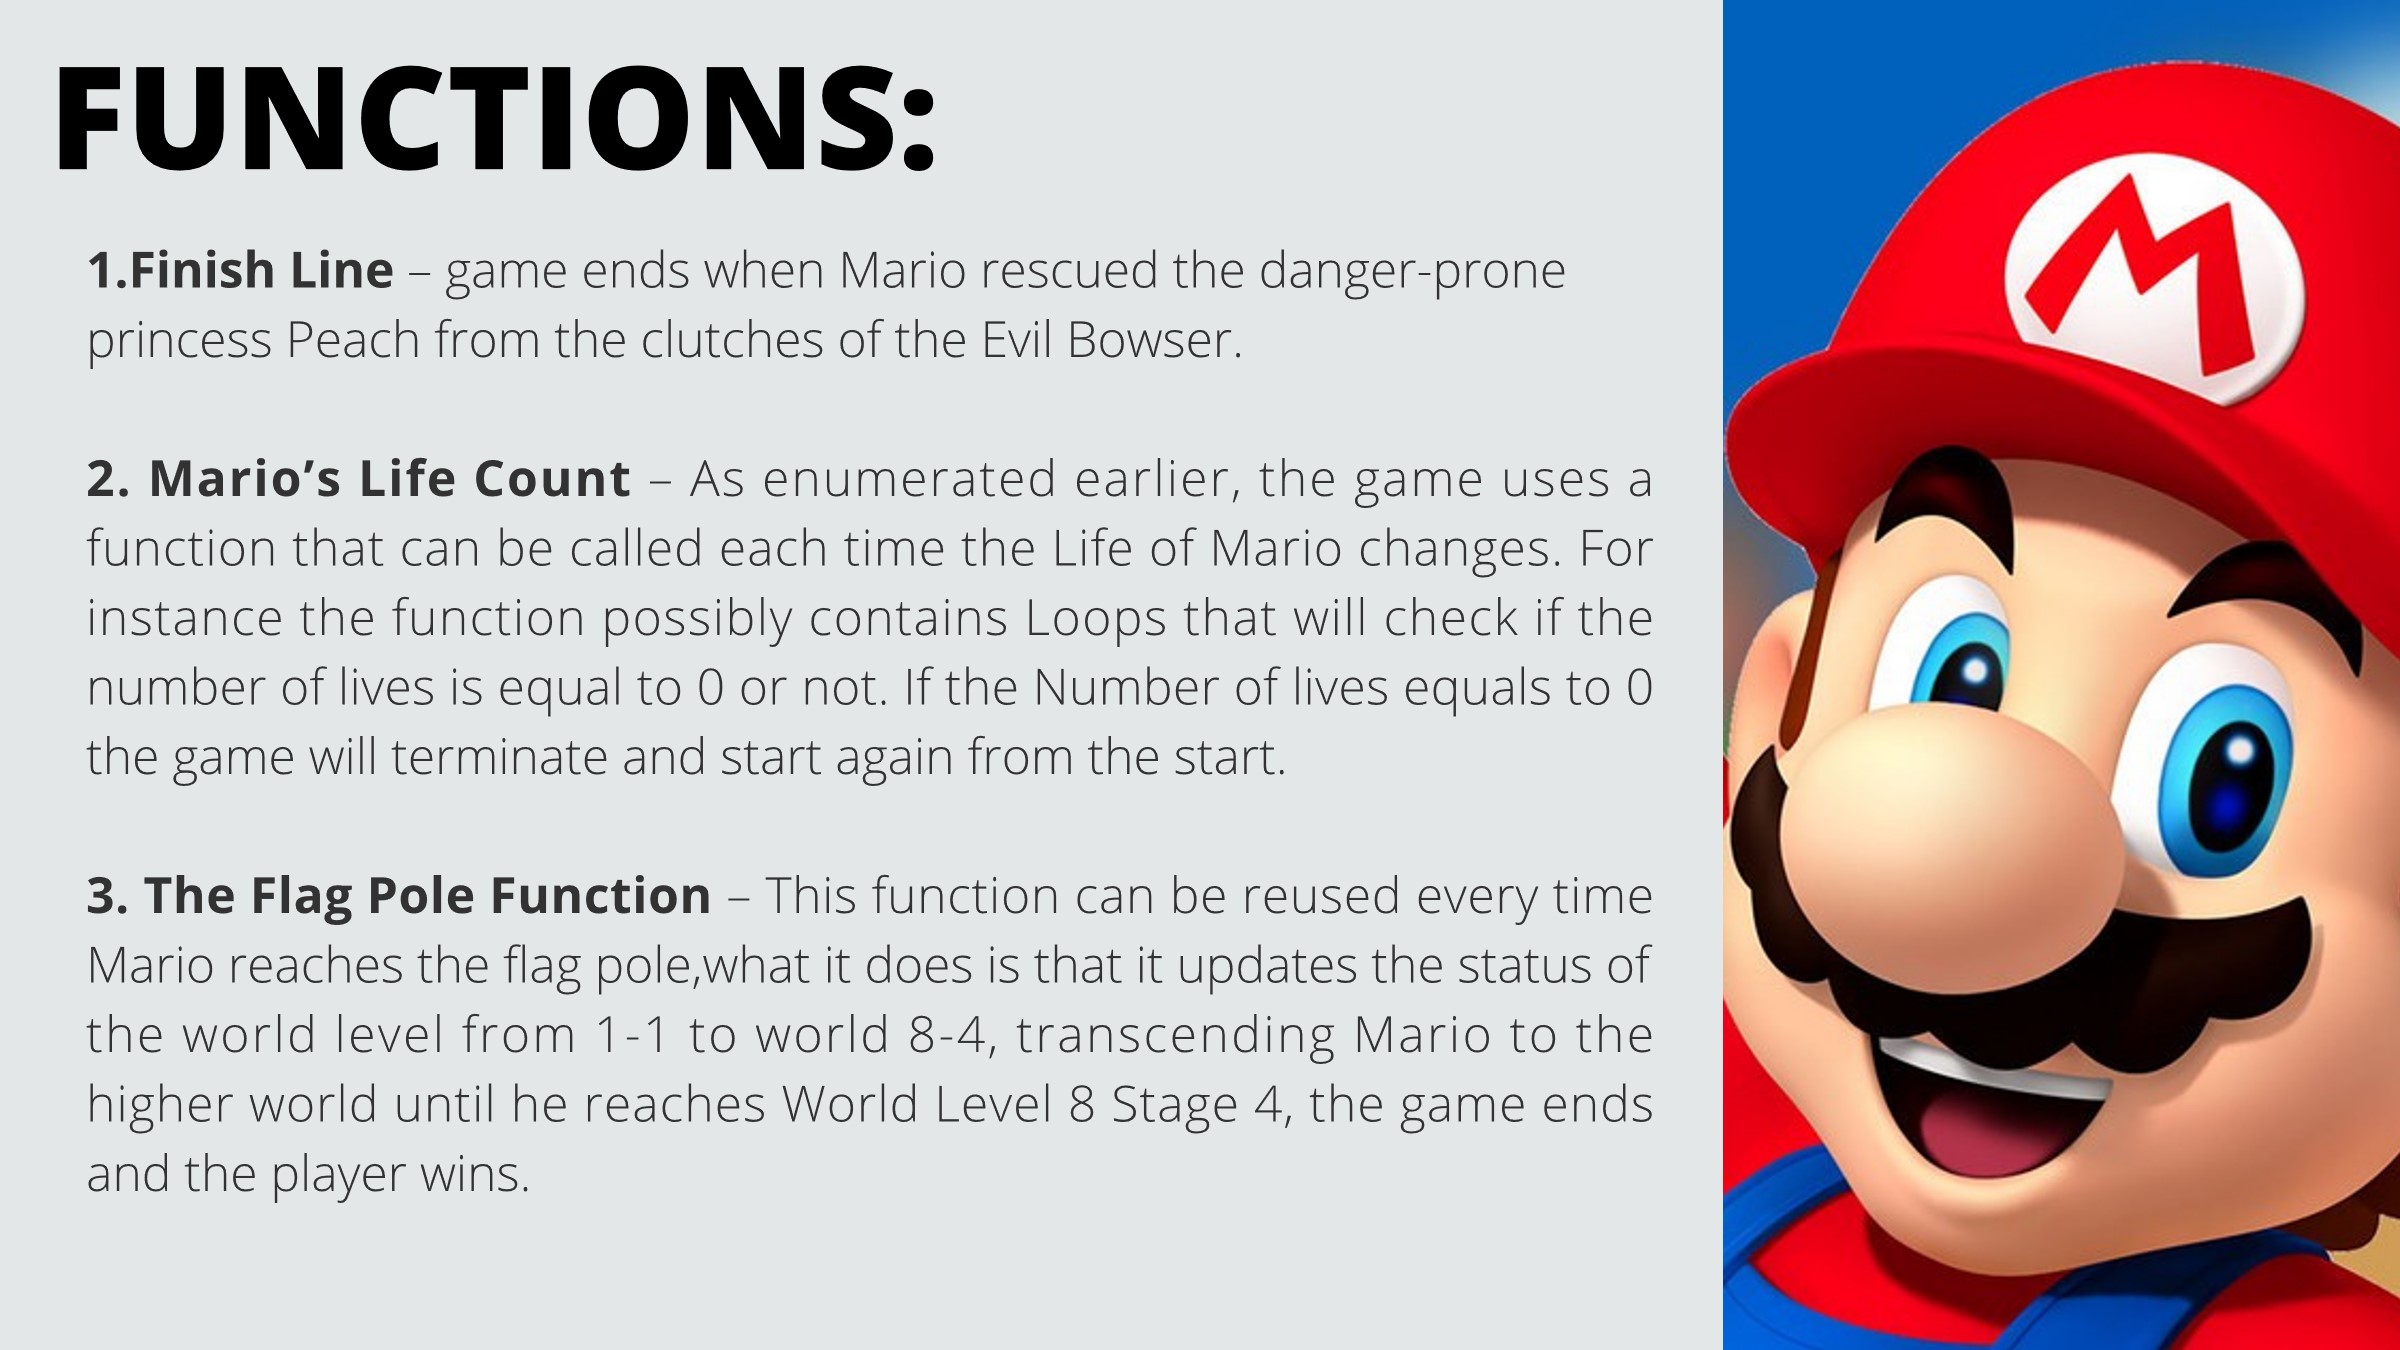 FUNCTIONS:
1.Finish Line – game ends when Mario rescued the danger-prone
princess Peach from the clutches of the Evil Bowser.
2. Mario’s Life Count – As enumerated earlier, the game uses a
function that can be called each time the Life of Mario changes. For
instance the function possibly contains Loops that will check if the
number of lives is equal to 0 or not. If the Number of lives equals to 0
the game will terminate and start again from the start.
3. The Flag Pole Function – This function can be reused every time
Mario reaches the flag pole,what it does is that it updates the status of
the world level from 1-1 to world 8-4, transcending Mario to the
higher world until he reaches World Level 8 Stage 4, the game ends
and the player wins.
M